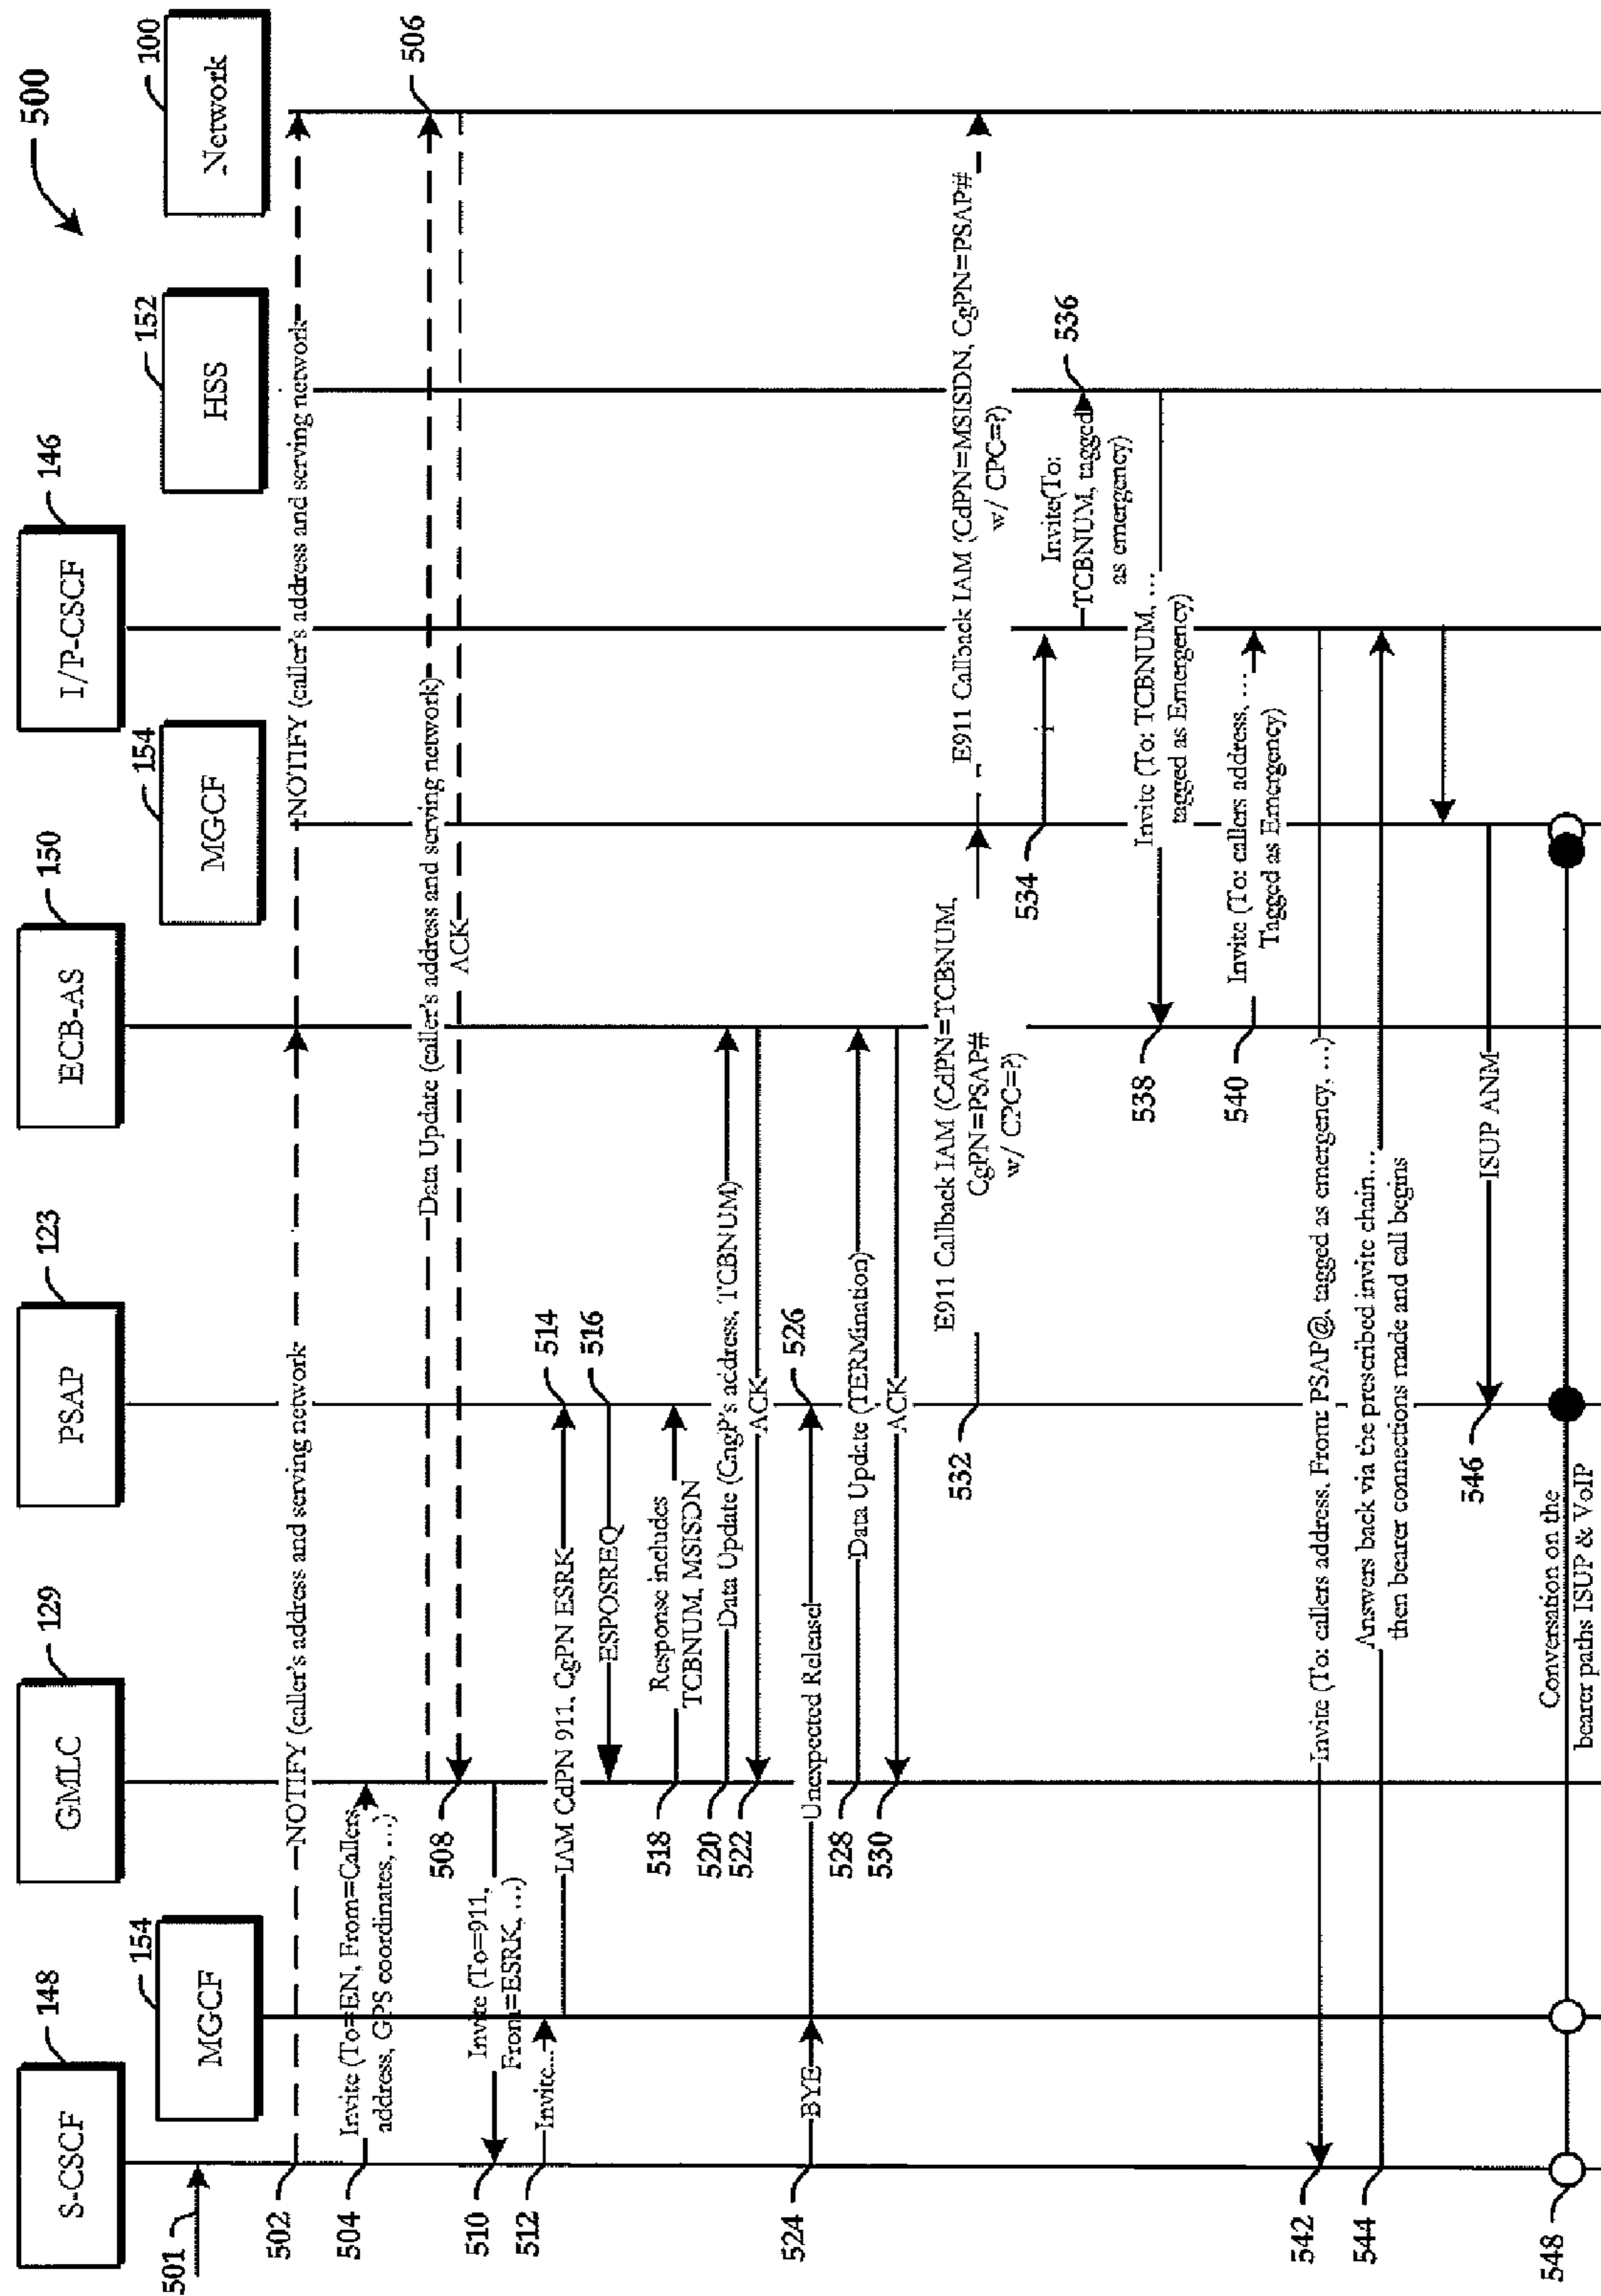 500
S-CSCF
148
MGCF
154
GMLC
129
PSAP
123
ECB-AS
150
MGCF
154
I/P-CSCF
146
HSS
152
Network
100
501
502
NOTIFY (caller's address and serving network
NOTIFY (caller's address and serving network
504
Invite (To=EN, From=Callers
address, GPS coordinates, …)
Data Update (caller's address and serving network)
506
ACK
508
510
Invite (To=911,
From=ESRK, …)
512
Invite...
IAM CdPN 911, CgPN ESRK
514
ESPOSREQ
516
518
Response includes
TCBNUM, MSISDN
520
Data Update (CngP's address, TCBNUM)
522
ACK
524
BYE
Unexpected Release!
526
528
Data Update (TERMination)
530
ACK
532
E911 Callback IAM (CdPN=TCBNUM,
CgPN=PSAP#
w/ CPC=?)
E911 Callback IAM (CdPN=MSISDN, CgPN=PSAP#
w/ CPC=?)
534
Invite(To:
TCBNUM, tagged
as emergency)
536
538
Invite (To: TCBNUM, …
tagged as Emergency)
540
Invite (To: callers address, …
Tagged as Emergency)
542
Invite (To: callers address, From: PSAP@, tagged as emergency, …)
544
Answers back via the prescribed invite chain…
then bearer connections made and call begins
546
ISUP ANM
548
Conversation on the
bearer paths ISUP & VoIP